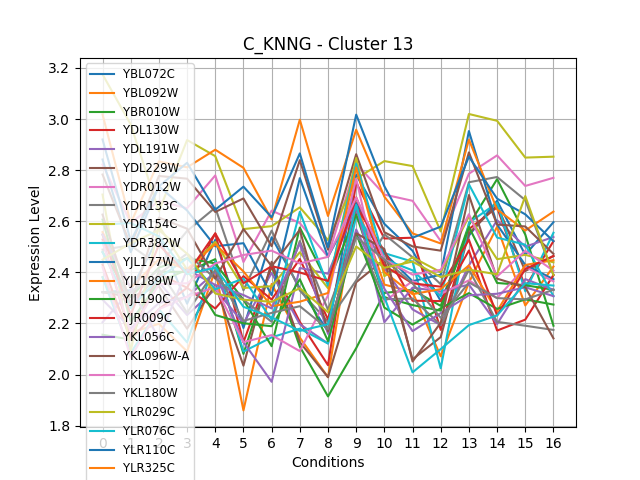 C_KNNG - Cluster 13
Expression Level
3.2
3.0
2.8
2.6
2.4
2.2
2.0
1.8
YBL072C
YBL092W
YBR010W
YDL130W
YDL191W
YDL229W
YDR012W
YDR133C
YDR154C
YDR382W
YJL177W
YJL189W
YJL190C
YJR009C
YKL056C
YKL096W-A
YKL152C
YKL180W
YLR029C
YLR076C
YLR110C
YLR325C
0 1 2 3 4 5 6 7 8 9 10 11 12 13 14 15 16
Conditions